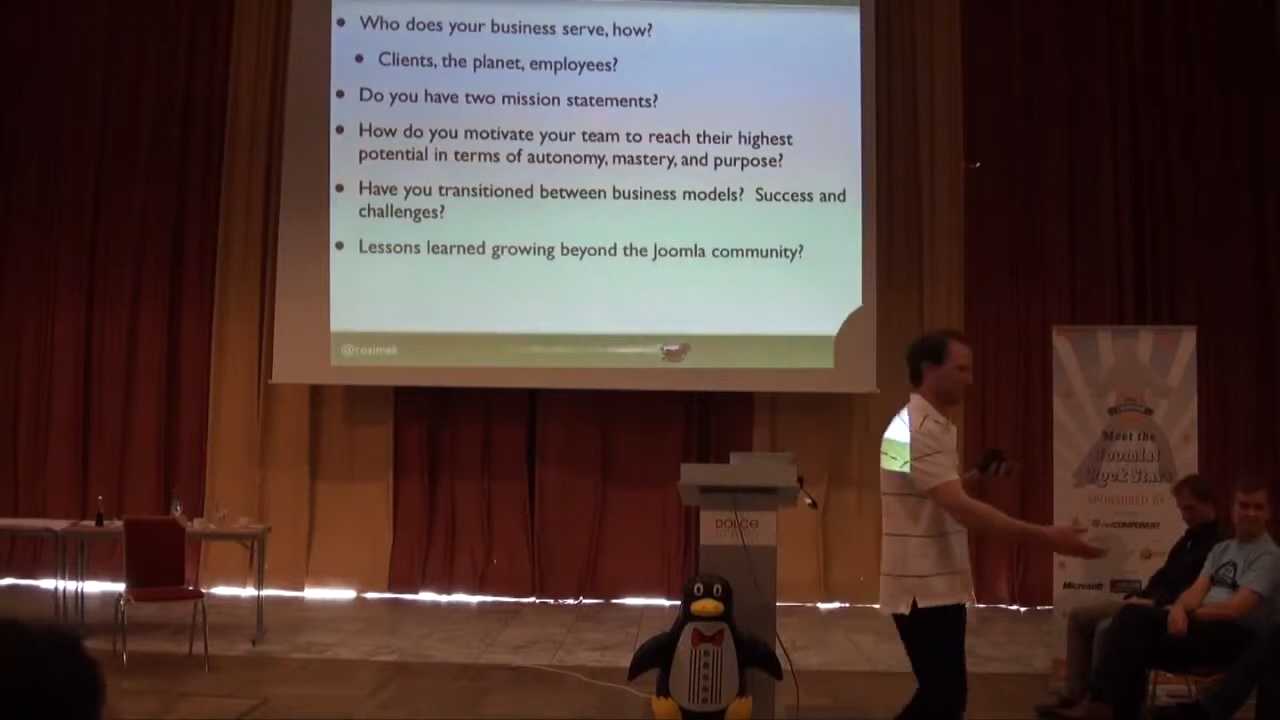 Who does your business serve, how?
Clients, the planet, employees?
Do you have two mission statements?
How do you motivate your team to reach their highest
potential in terms of autonomy, mastery, and purpose?
Have you transitioned between business models? Success and
challenges?
Lessons learned growing beyond the Joomla community?
DOLCE
Meet the
Joomla!
Rock Stars
SPONSORED BY
Microsoft